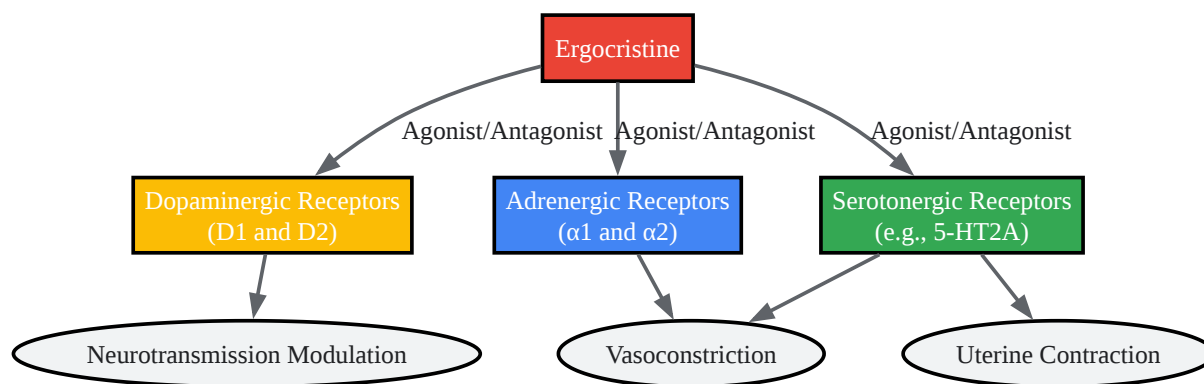 Ergocristine
Agonist/Antagonist
Agonist/Antagonist
Agonist/Antagonist
Dopaminergic Receptors
(D1 and D2)
Adrenergic Receptors
(α1 and α2)
Serotonergic Receptors
(e.g., 5-HT2A)
Neurotransmission Modulation
Vasoconstriction
Uterine Contraction